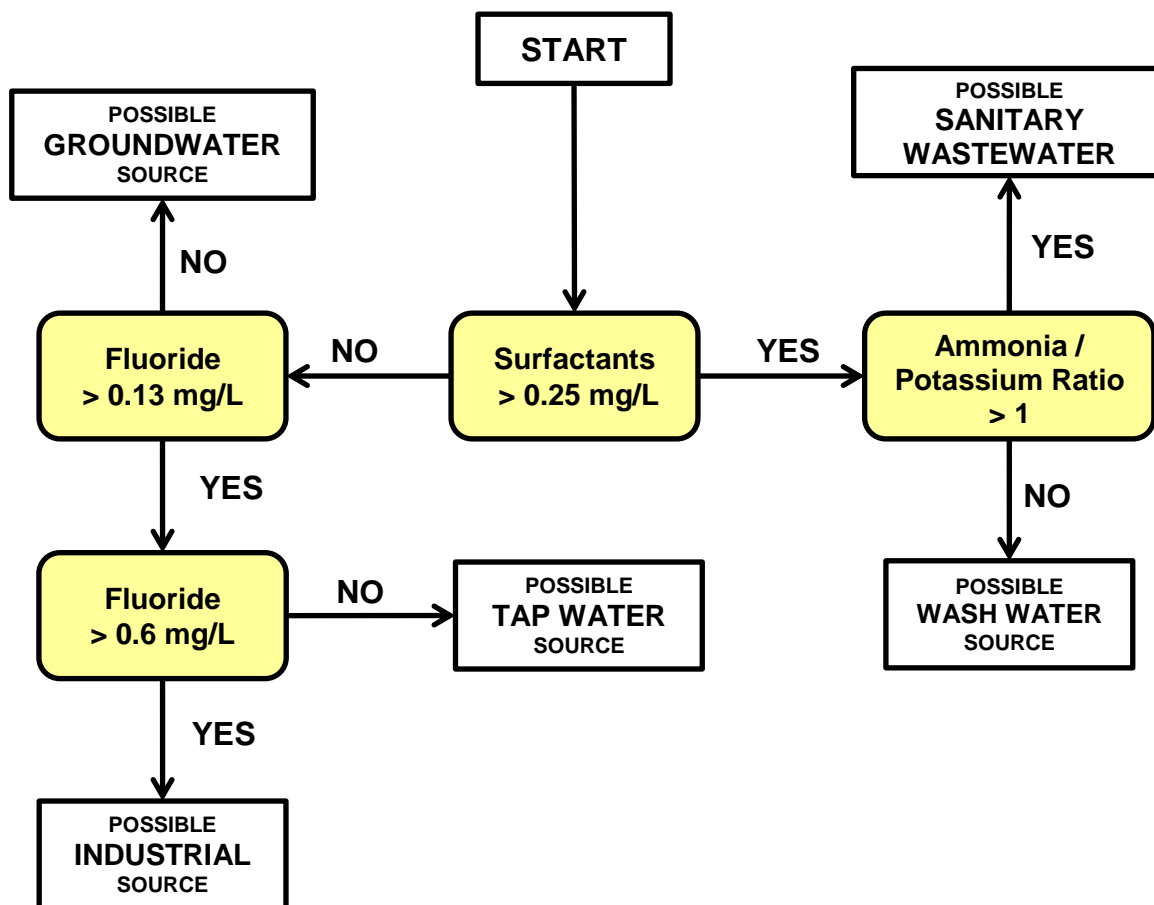 START
POSSIBLE
GROUNDWATER
SOURCE
POSSIBLE
SANITARY
WASTEWATER
NO
YES
Fluoride
> 0.13 mg/L
NO
Surfactants
> 0.25 mg/L
YES
Ammonia /
Potassium Ratio
> 1
YES
NO
Fluoride
> 0.6 mg/L
NO
POSSIBLE
TAP WATER
SOURCE
POSSIBLE
WASH WATER
SOURCE
YES
POSSIBLE
INDUSTRIAL
SOURCE